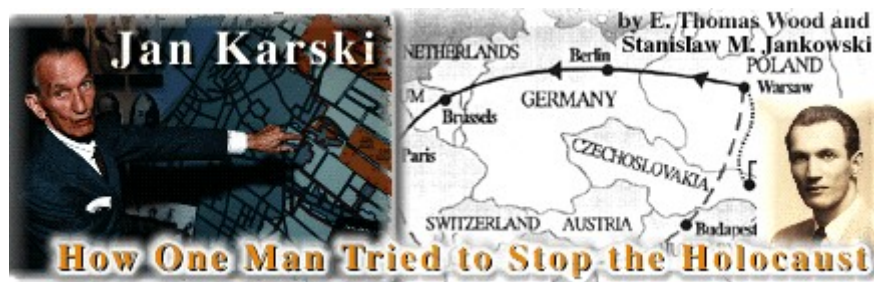 Jan Karski
by E. Thomas Wood and
Stanislaw M. Jankowski
NETHERLANDS
Berlin
POLAND
Warsaw
UM
Brussels
GERMANY
Paris
CZECHOSLOVAKIA
SWITZERLAND
AUSTRIA
Budapest
How One Man Tried to Stop the Holocaust